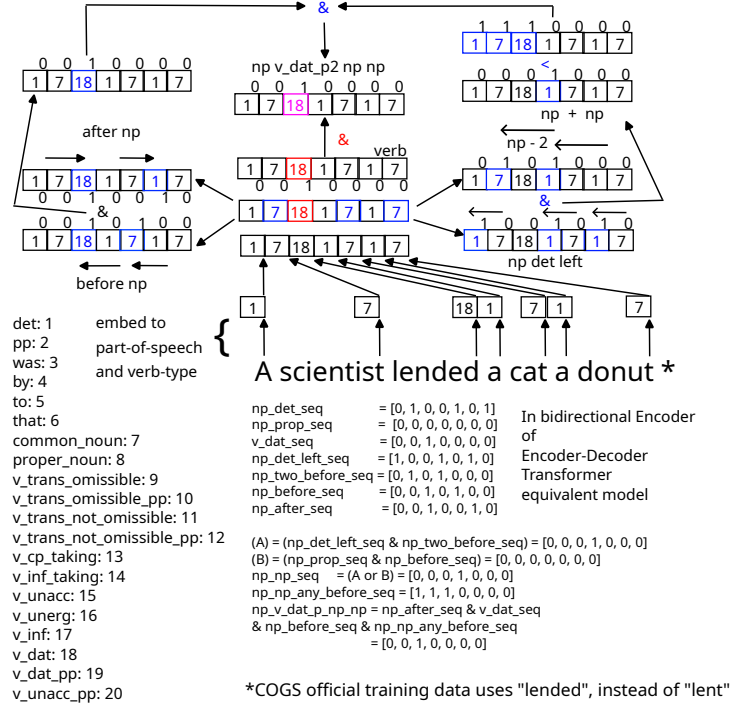 &
0 0 1 0 0 0 0
1 7 18 1 7 1 7
after np
1 7 18 1 7 1 7
0 0 1 0 0 1 0
&
0 0 1 0 1 0 0
1 7 18 1 7 1 7
before np
np v_dat_p2 np np
0 0 1 0 0 0 0
1 7 18 1 7 1 7
&
verb
1 7 18 1 7 1 7
0 0 1 0 0 0 0
1 7 18 1 7 1 7
1 7 18 1 7 1 7
1 1 1 0 0 0 0
1 7 18 1 7 1 7
<
0 0 0 1 0 0 0
1 7 18 1 7 1 7
np + np
np - 2
0 1 0 1 0 0 0
1 7 18 1 7 1 7
&
1 0 0 1 0 1 0
1 7 18 1 7 1 7
np det left
1 7 18 1 7 1 7
A scientist lended a cat a donut *
embed to
part-of-speech
and verb-type
{
det: 1
pp: 2
was: 3
by: 4
to: 5
that: 6
common_noun: 7
proper_noun: 8
v_trans_omissible: 9
v_trans_omissible_pp: 10
v_trans_not_omissible: 11
v_trans_not_omissible_pp: 12
v_cp_taking: 13
v_inf_taking: 14
v_unacc: 15
v_unerg: 16
v_inf: 17
v_dat: 18
v_dat_pp: 19
v_unacc_pp: 20
np_det_seq = [0, 1, 0, 0, 1, 0, 1]
np_prop_seq = [0, 0, 0, 0, 0, 0, 0]
v_dat_seq = [0, 0, 1, 0, 0, 0, 0]
np_det_left_seq = [1, 0, 0, 1, 0, 1, 0]
np_two_before_seq = [0, 1, 0, 1, 0, 0, 0]
np_before_seq = [0, 0, 1, 0, 1, 0, 0]
np_after_seq = [0, 0, 1, 0, 0, 1, 0]
In bidirectional Encoder
of
Encoder-Decoder
Transformer
equivalent model
(A) = (np_det_left_seq & np_two_before_seq) = [0, 0, 0, 1, 0, 0, 0]
(B) = (np_prop_seq & np_before_seq) = [0, 0, 0, 0, 0, 0, 0]
np_np_seq = (A or B) = [0, 0, 0, 1, 0, 0, 0]
np_np_any_before_seq = [1, 1, 1, 0, 0, 0, 0]
np_v_dat_p_np_np = np_after_seq & v_dat_seq
& np_before_seq & np_np_any_before_seq
= [0, 0, 1, 0, 0, 0, 0]
*COGS official training data uses "lended", instead of "lent"